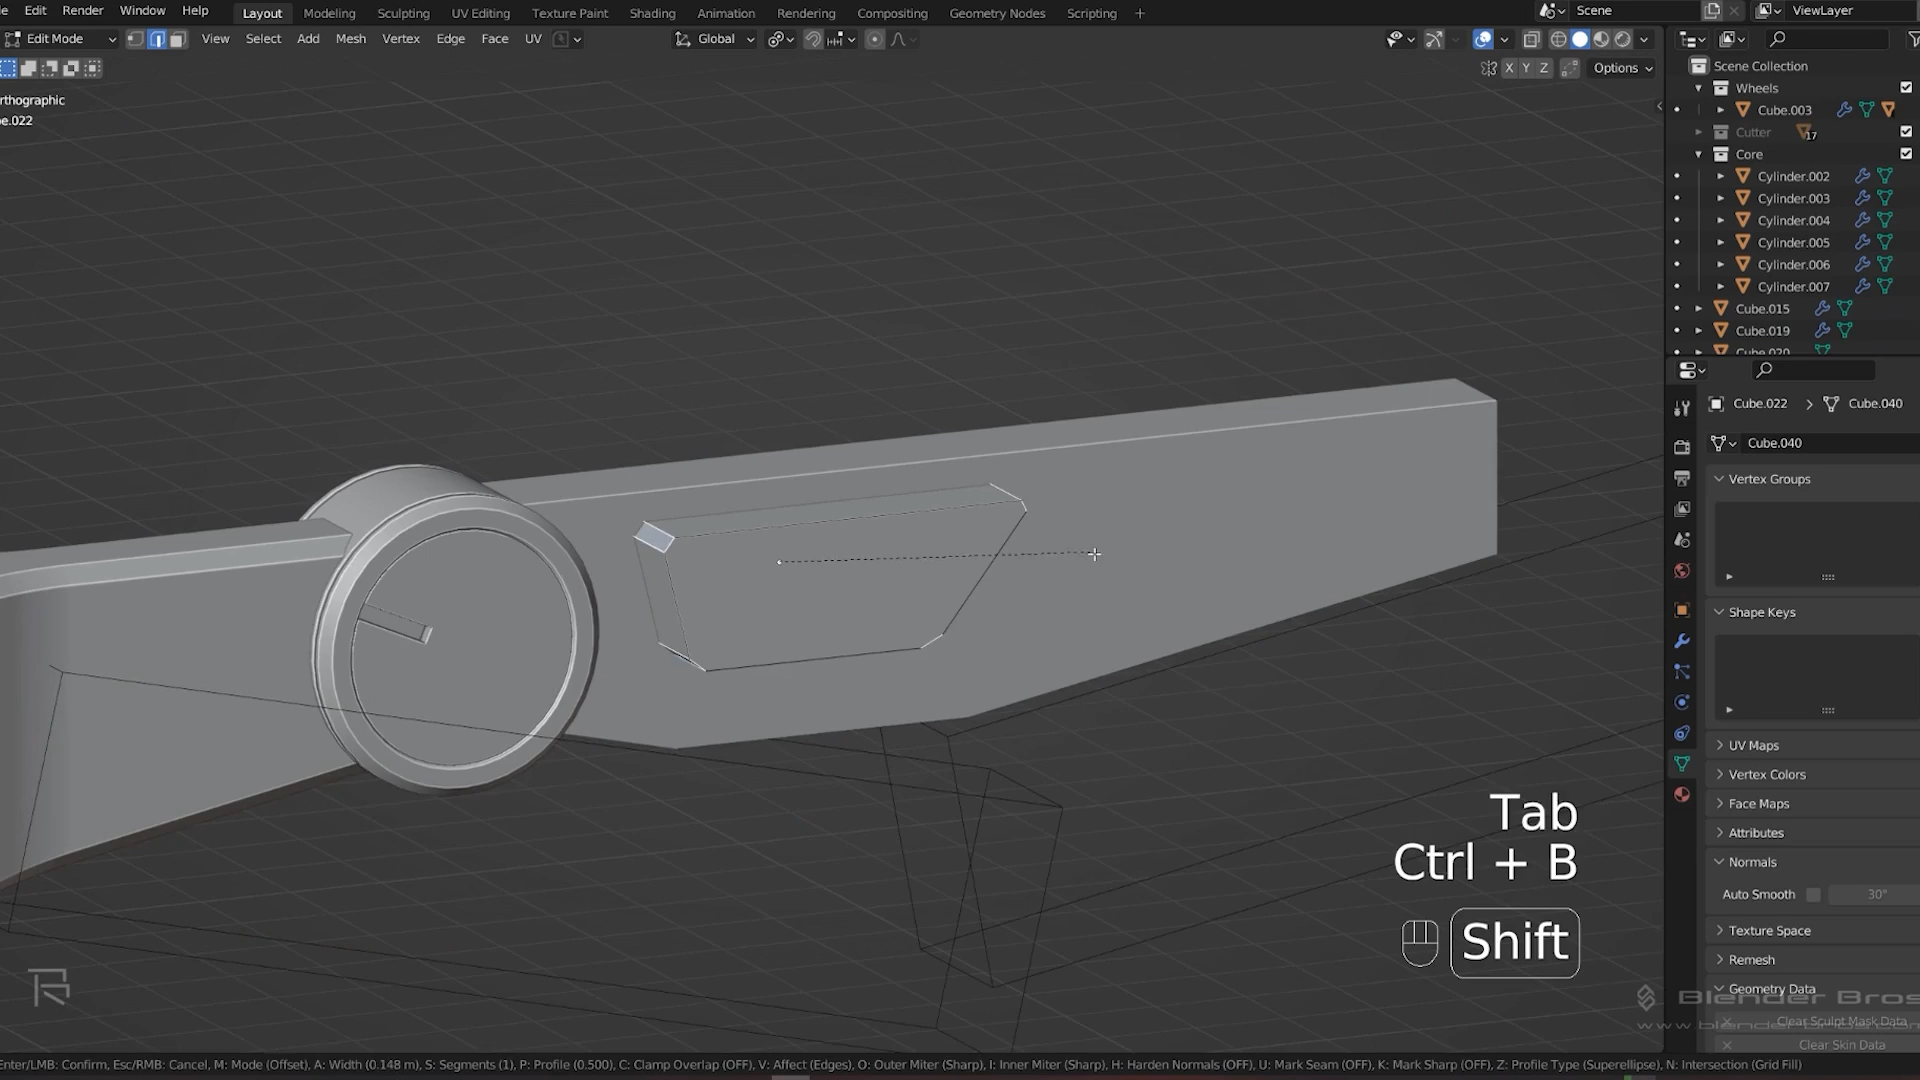 Edit Render Window Help Layout Modeling Sculpting UV Editing Texture Paint Shading Animation Rendering Compositing Geometry Nodes Scripting + Scene ViewLayer
Edit Mode View Select Add Mesh Vertex Edge Face UV Global
X Y Z Options
rthographic
e.022
Scene Collection
Wheels
Cube.003
Cutter 17
Core
Cylinder.002
Cylinder.003
Cylinder.004
Cylinder.005
Cylinder.006
Cylinder.007
Cube.015
Cube.019
Cube.020
Cube.022 > Cube.040
Cube.040
Vertex Groups
Shape Keys
UV Maps
Vertex Colors
Face Maps
Attributes
Normals
Auto Smooth 30°
Texture Space
Remesh
Geometry Data
Clear Sculpt Mask Data
Clear Skin Data
Tab
Ctrl + B
Shift
Blender Bros
Enter/LMB: Confirm, Esc/RMB: Cancel, M: Mode (Offset), A: Width (0.148 m), S: Segments (1), P: Profile (0.500), C: Clamp Overlap (OFF), V: Affect (Edges), O: Outer Miter (Sharp), I: Inner Miter (Sharp), H: Harden Normals (OFF), U: Mark Seam (OFF), K: Mark Sharp (OFF), Z: Profile Type (Superellipse), N: Intersection (Grid Fill)